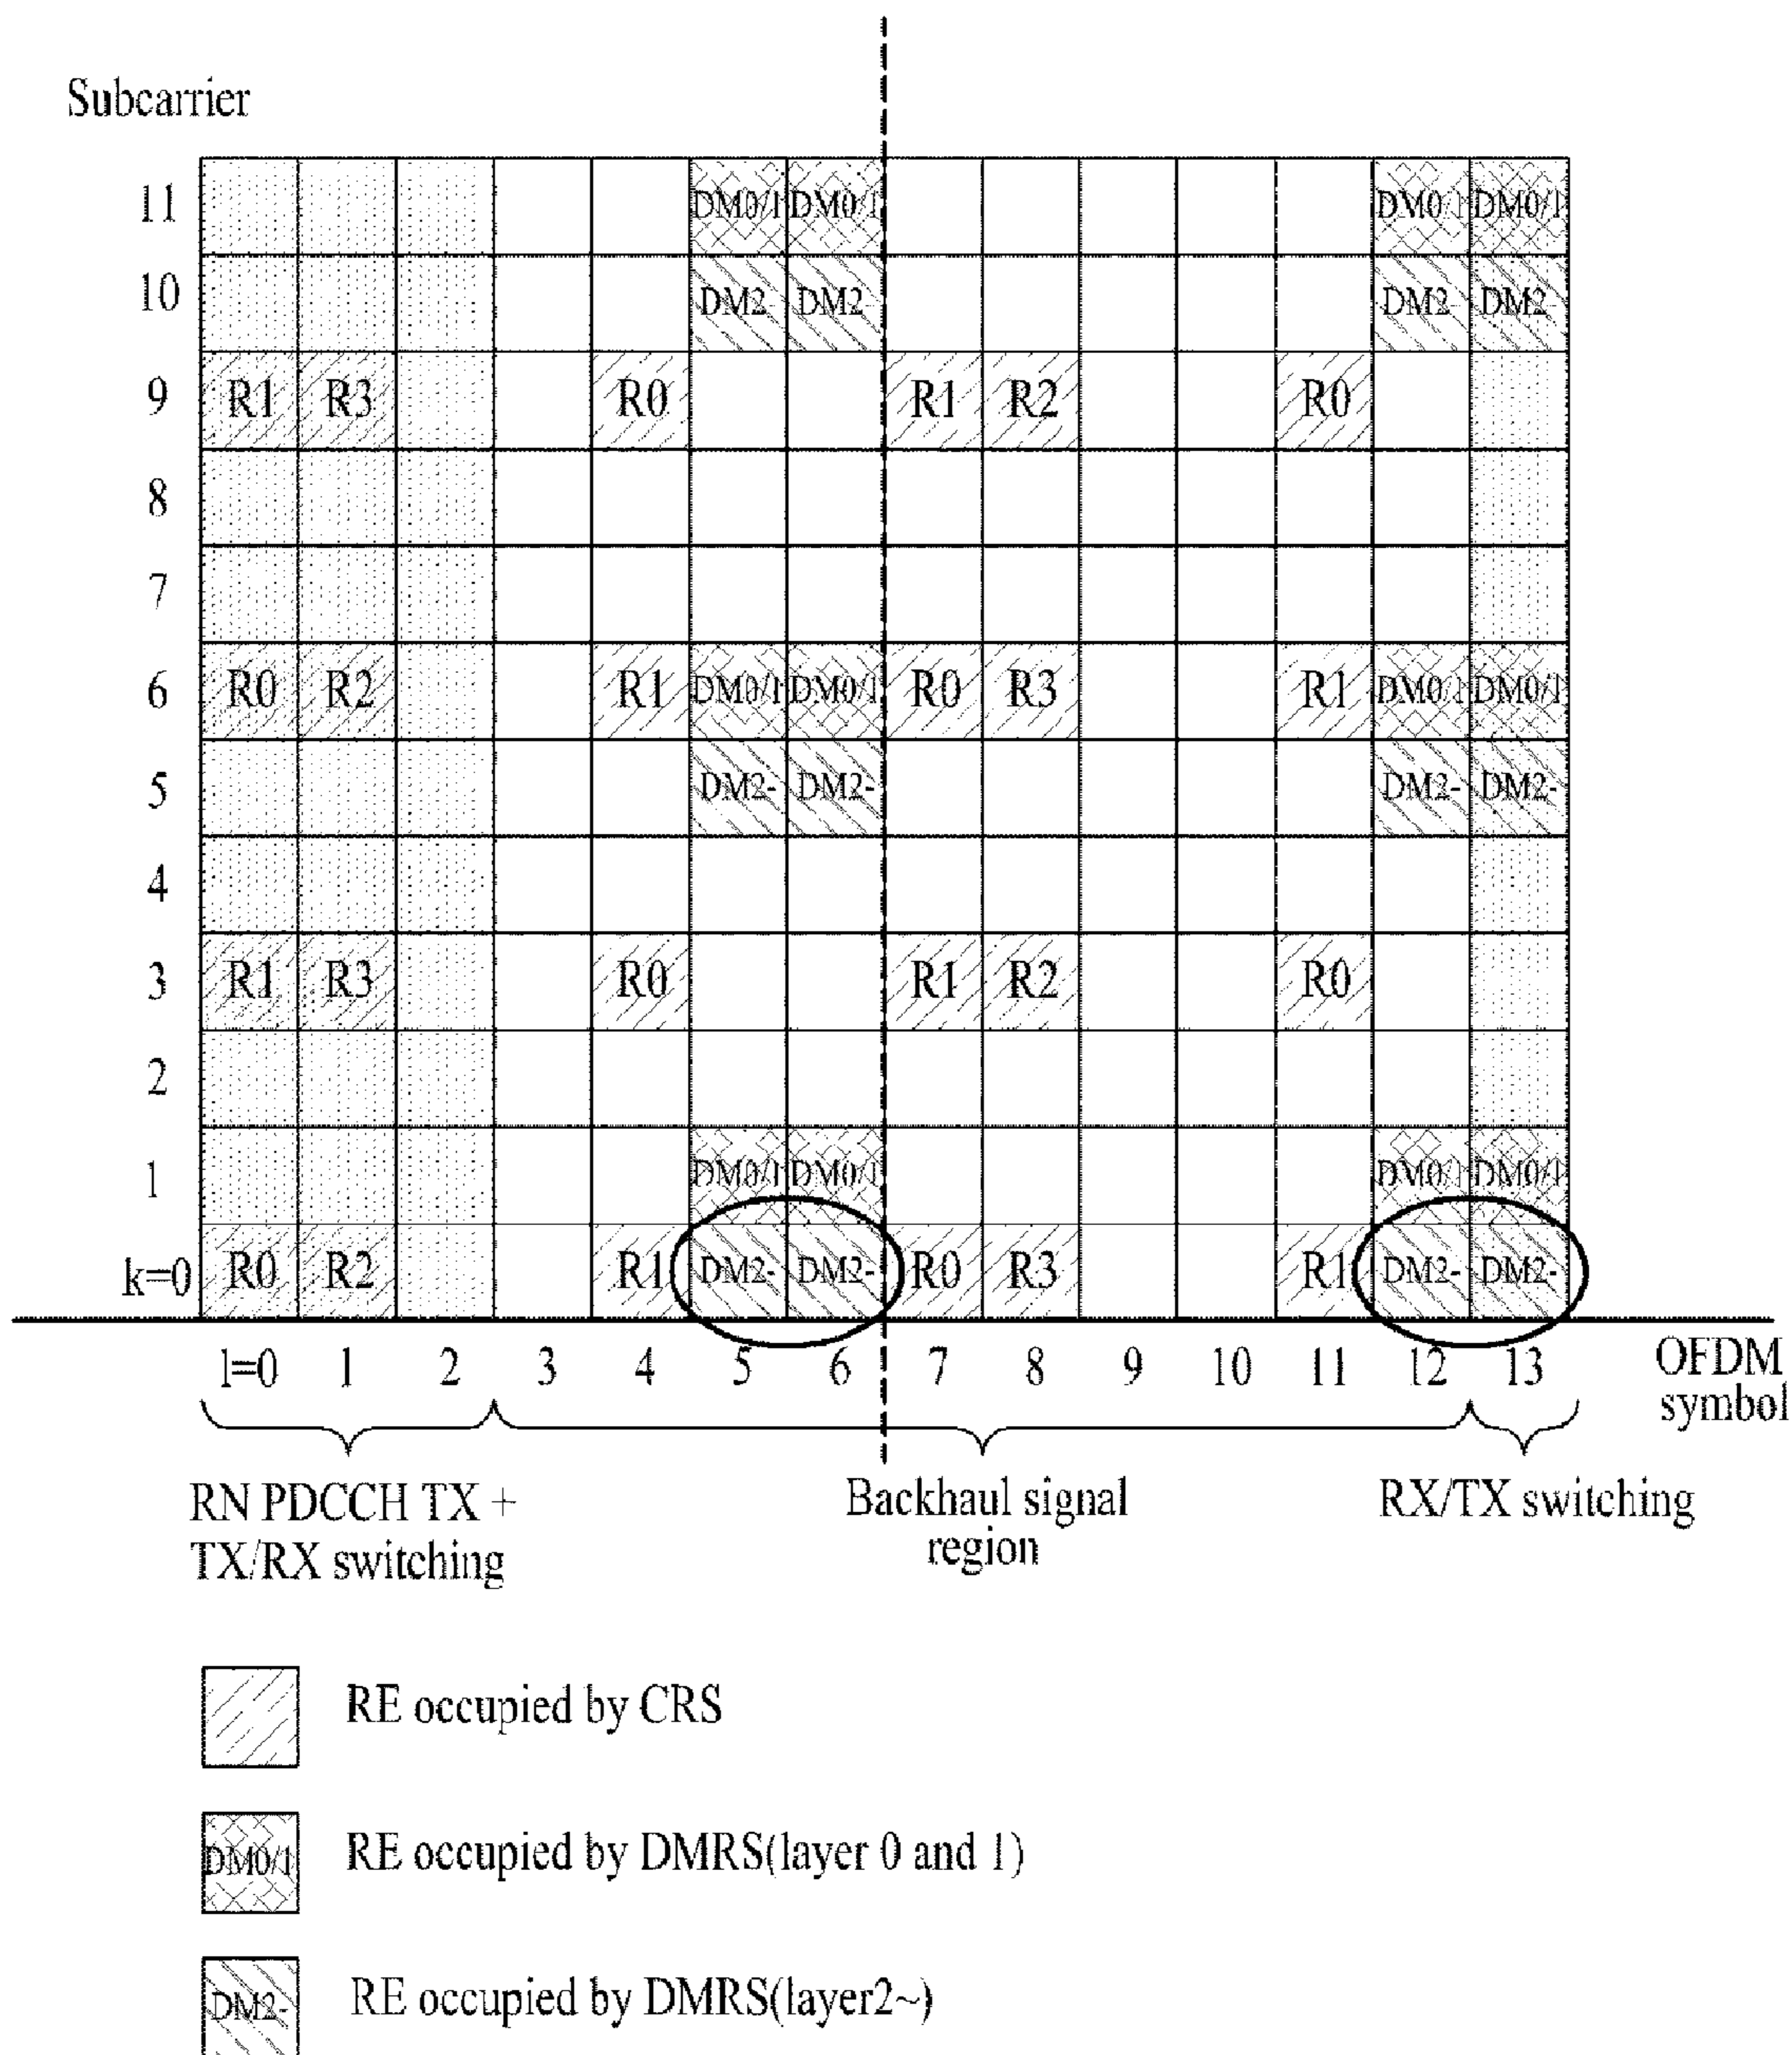 Subcarrier
11 DM0/1 DM0/1 DM0/1 DM0/1
10 DM2- DM2- DM2- DM2-
9 R1 R3 R0 R1 R2 R0
8
7
6 R0 R2 R1 DM0/1 DM0/1 R0 R3 R1 DM0/1 DM0/1
5 DM2- DM2- DM2- DM2-
4
3 R1 R3 R0 R1 R2 R0
2
1 DM0/1 DM0/1 DM0/1 DM0/1
k=0 R0 R2 R1 DM2- DM2- R0 R3 R1 DM2- DM2-
l=0 1 2 3 4 5 6 7 8 9 10 11 12 13 OFDM
symbol
RN PDCCH TX +
TX/RX switching
Backhaul signal
region
RX/TX switching
RE occupied by CRS
DM0/1 RE occupied by DMRS(layer 0 and 1)
DM2- RE occupied by DMRS(layer2~)